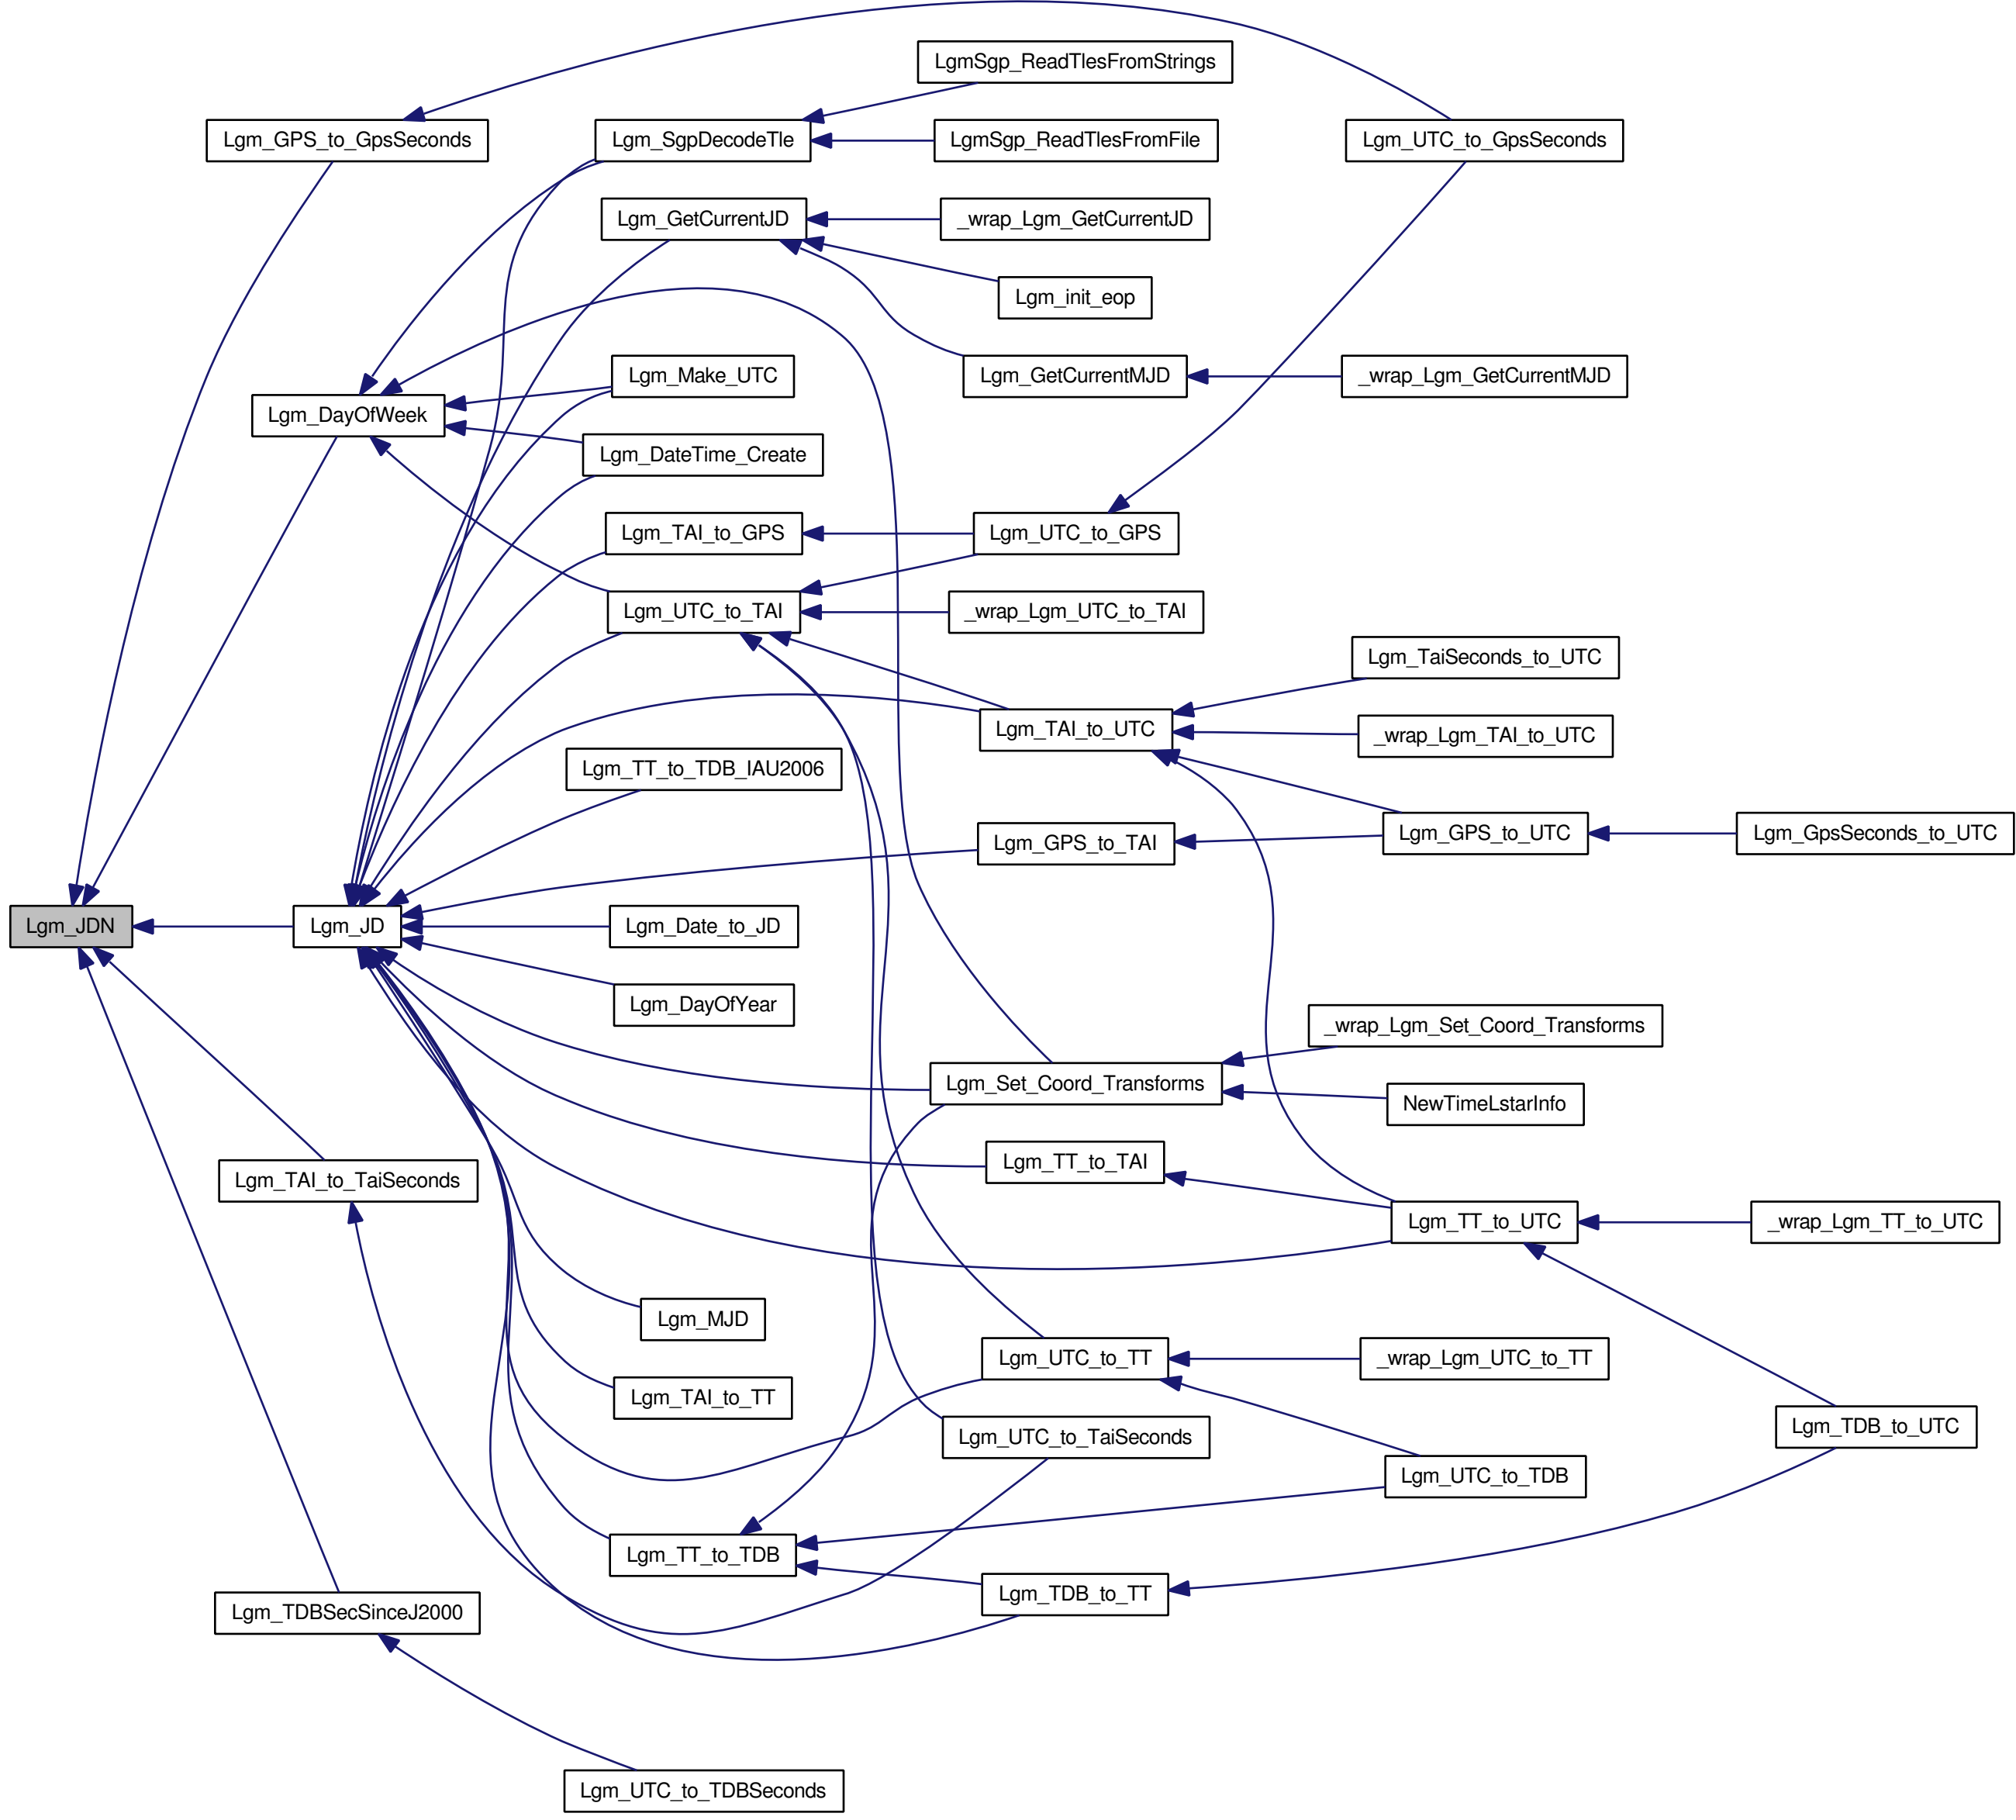 LgmSgp_ReadTlesFromStrings
Lgm_GPS_to_GpsSeconds
Lgm_SgpDecodeTle
LgmSgp_ReadTlesFromFile
Lgm_UTC_to_GpsSeconds
Lgm_GetCurrentJD
_wrap_Lgm_GetCurrentJD
Lgm_init_eop
Lgm_Make_UTC
Lgm_GetCurrentMJD
_wrap_Lgm_GetCurrentMJD
Lgm_DayOfWeek
Lgm_DateTime_Create
Lgm_TAI_to_GPS
Lgm_UTC_to_GPS
Lgm_UTC_to_TAI
_wrap_Lgm_UTC_to_TAI
Lgm_TaiSeconds_to_UTC
Lgm_TAI_to_UTC
_wrap_Lgm_TAI_to_UTC
Lgm_TT_to_TDB_IAU2006
Lgm_GPS_to_TAI
Lgm_GPS_to_UTC
Lgm_GpsSeconds_to_UTC
Lgm_JDN
Lgm_JD
Lgm_Date_to_JD
Lgm_DayOfYear
_wrap_Lgm_Set_Coord_Transforms
Lgm_Set_Coord_Transforms
NewTimeLstarInfo
Lgm_TT_to_TAI
Lgm_TAI_to_TaiSeconds
Lgm_TT_to_UTC
_wrap_Lgm_TT_to_UTC
Lgm_MJD
Lgm_UTC_to_TT
_wrap_Lgm_UTC_to_TT
Lgm_TAI_to_TT
Lgm_UTC_to_TaiSeconds
Lgm_TDB_to_UTC
Lgm_UTC_to_TDB
Lgm_TT_to_TDB
Lgm_TDB_to_TT
Lgm_TDBSecSinceJ2000
Lgm_UTC_to_TDBSeconds